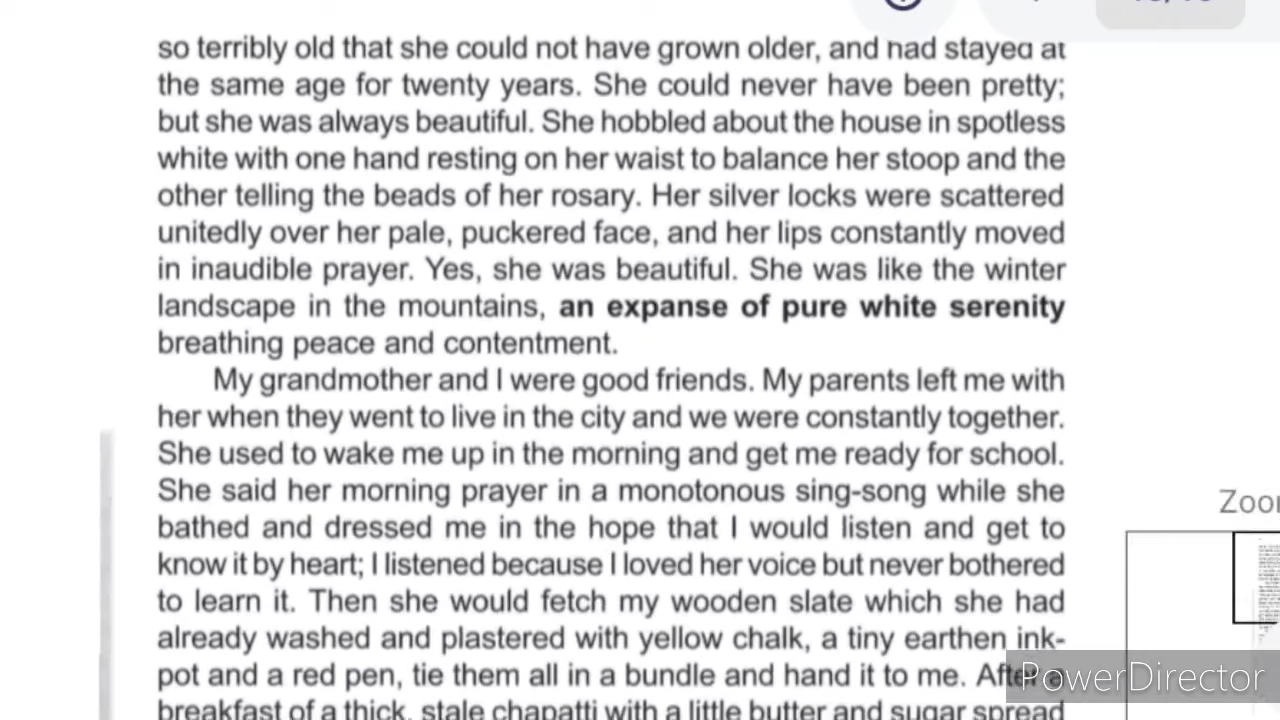 so terribly old that she could not have grown older, and had stayed at
the same age for twenty years. She could never have been pretty;
but she was always beautiful. She hobbled about the house in spotless
white with one hand resting on her waist to balance her stoop and the
other telling the beads of her rosary. Her silver locks were scattered
unitedly over her pale, puckered face, and her lips constantly moved
in inaudible prayer. Yes, she was beautiful. She was like the winter
landscape in the mountains, an expanse of pure white serenity
breathing peace and contentment.
My grandmother and I were good friends. My parents left me with
her when they went to live in the city and we were constantly together.
She used to wake me up in the morning and get me ready for school.
She said her morning prayer in a monotonous sing-song while she
bathed and dressed me in the hope that I would listen and get to
know it by heart; I listened because I loved her voice but never bothered
to learn it. Then she would fetch my wooden slate which she had
already washed and plastered with yellow chalk, a tiny earthen ink-
pot and a red pen, tie them all in a bundle and hand it to me. After a
breakfast of a thick, stale chapatti with a little butter and sugar spread
Zoo
PowerDirector